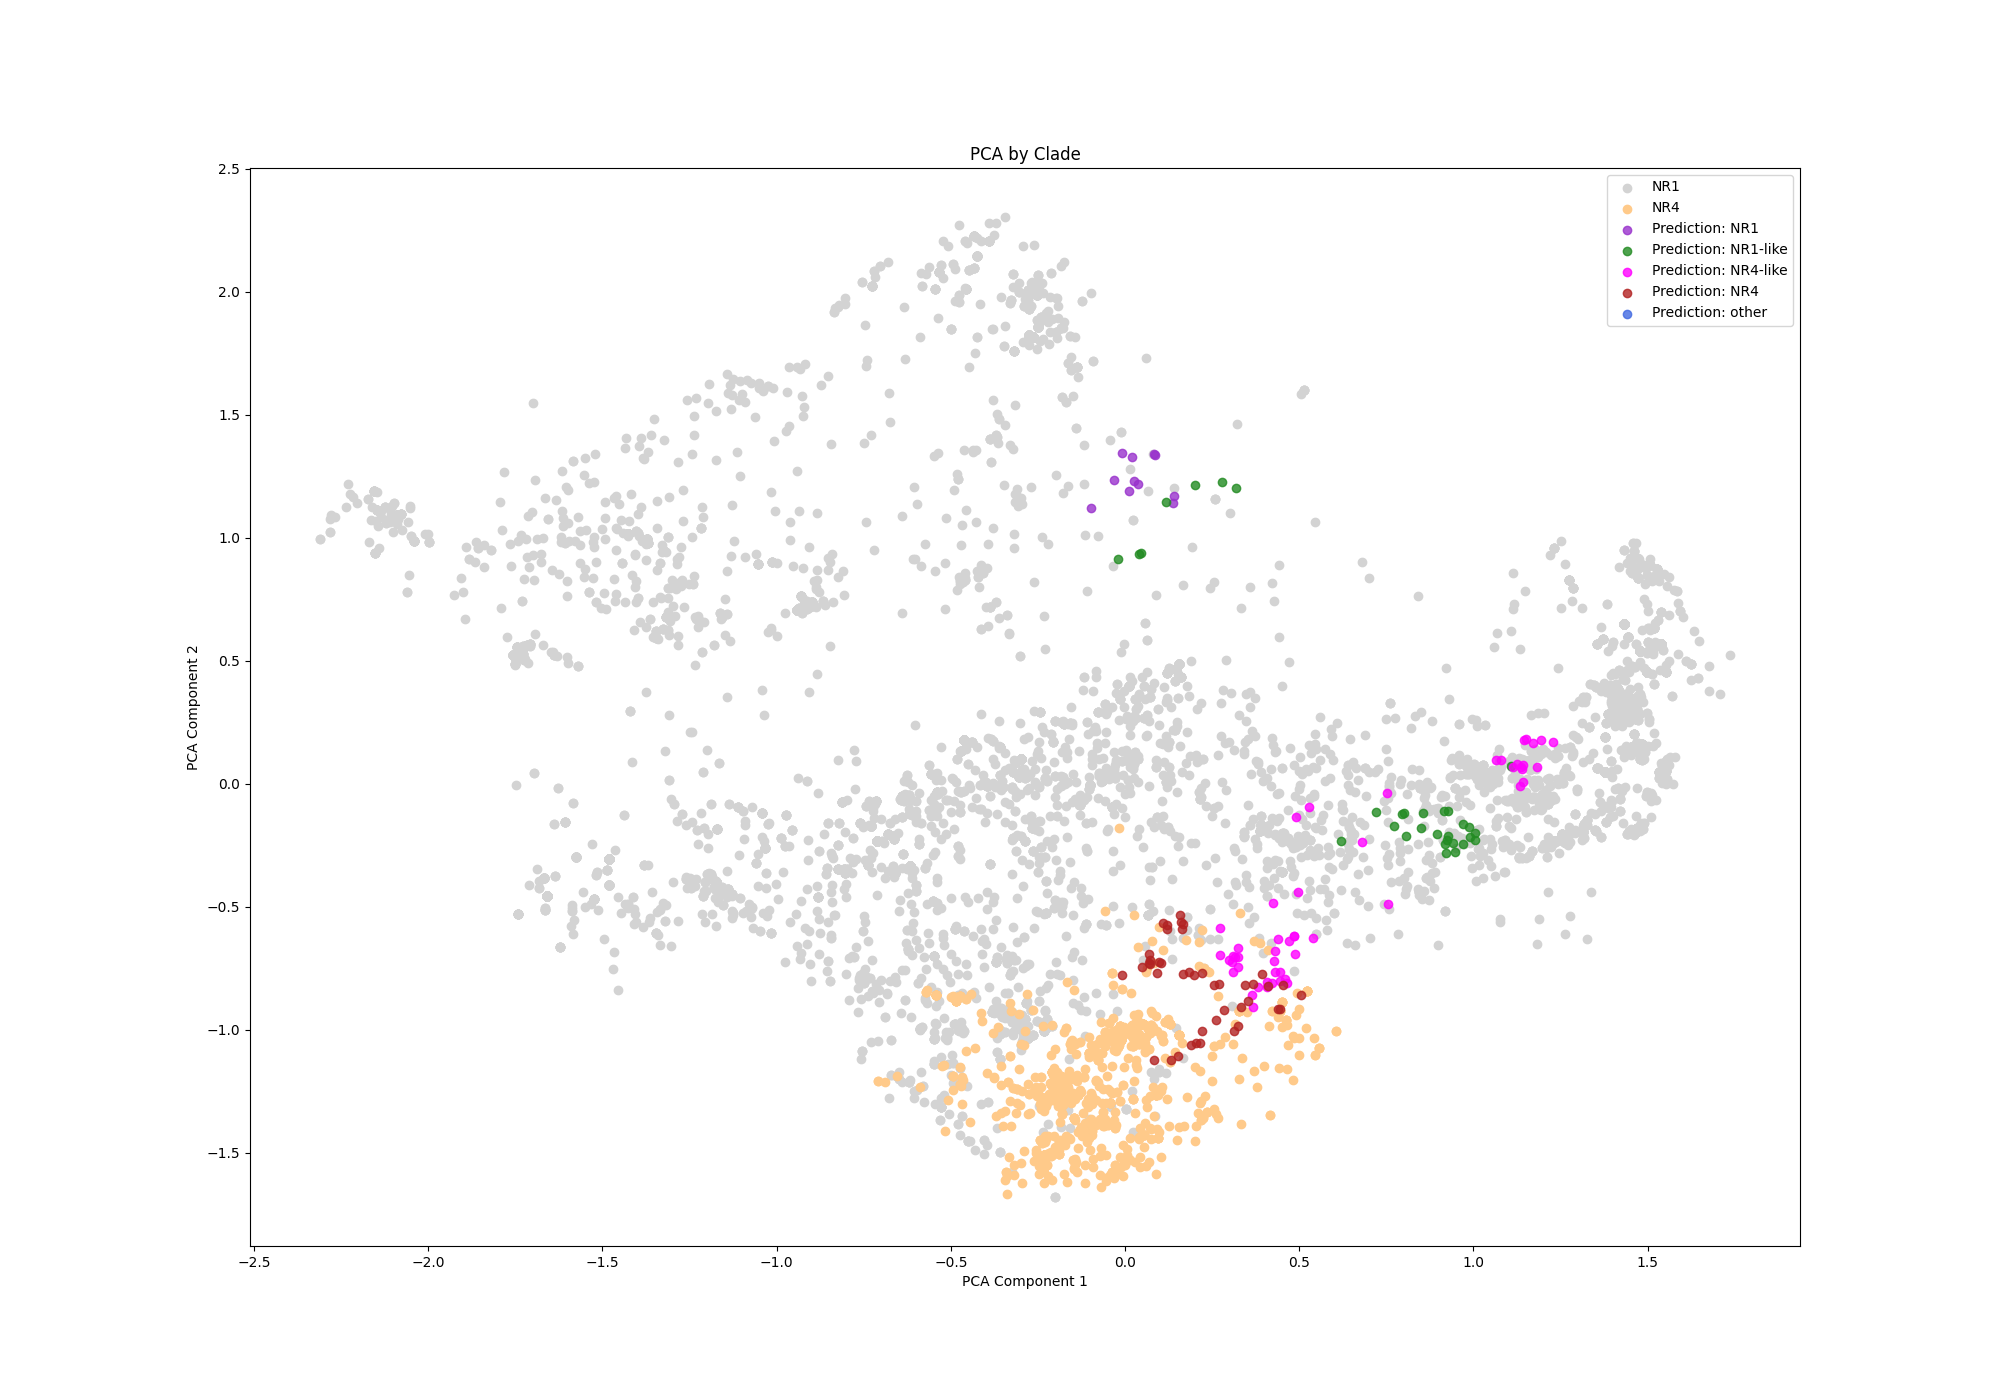 PCA by Clade
NR1
NR4
Prediction: NR1
Prediction: NR1-like
Prediction: NR4-like
Prediction: NR4
Prediction: other
PCA Component 2
2.5
2.0
1.5
1.0
0.5
0.0
−0.5
−1.0
−1.5
−2.5
−2.0
−1.5
−1.0
−0.5
0.0
0.5
1.0
1.5
PCA Component 1